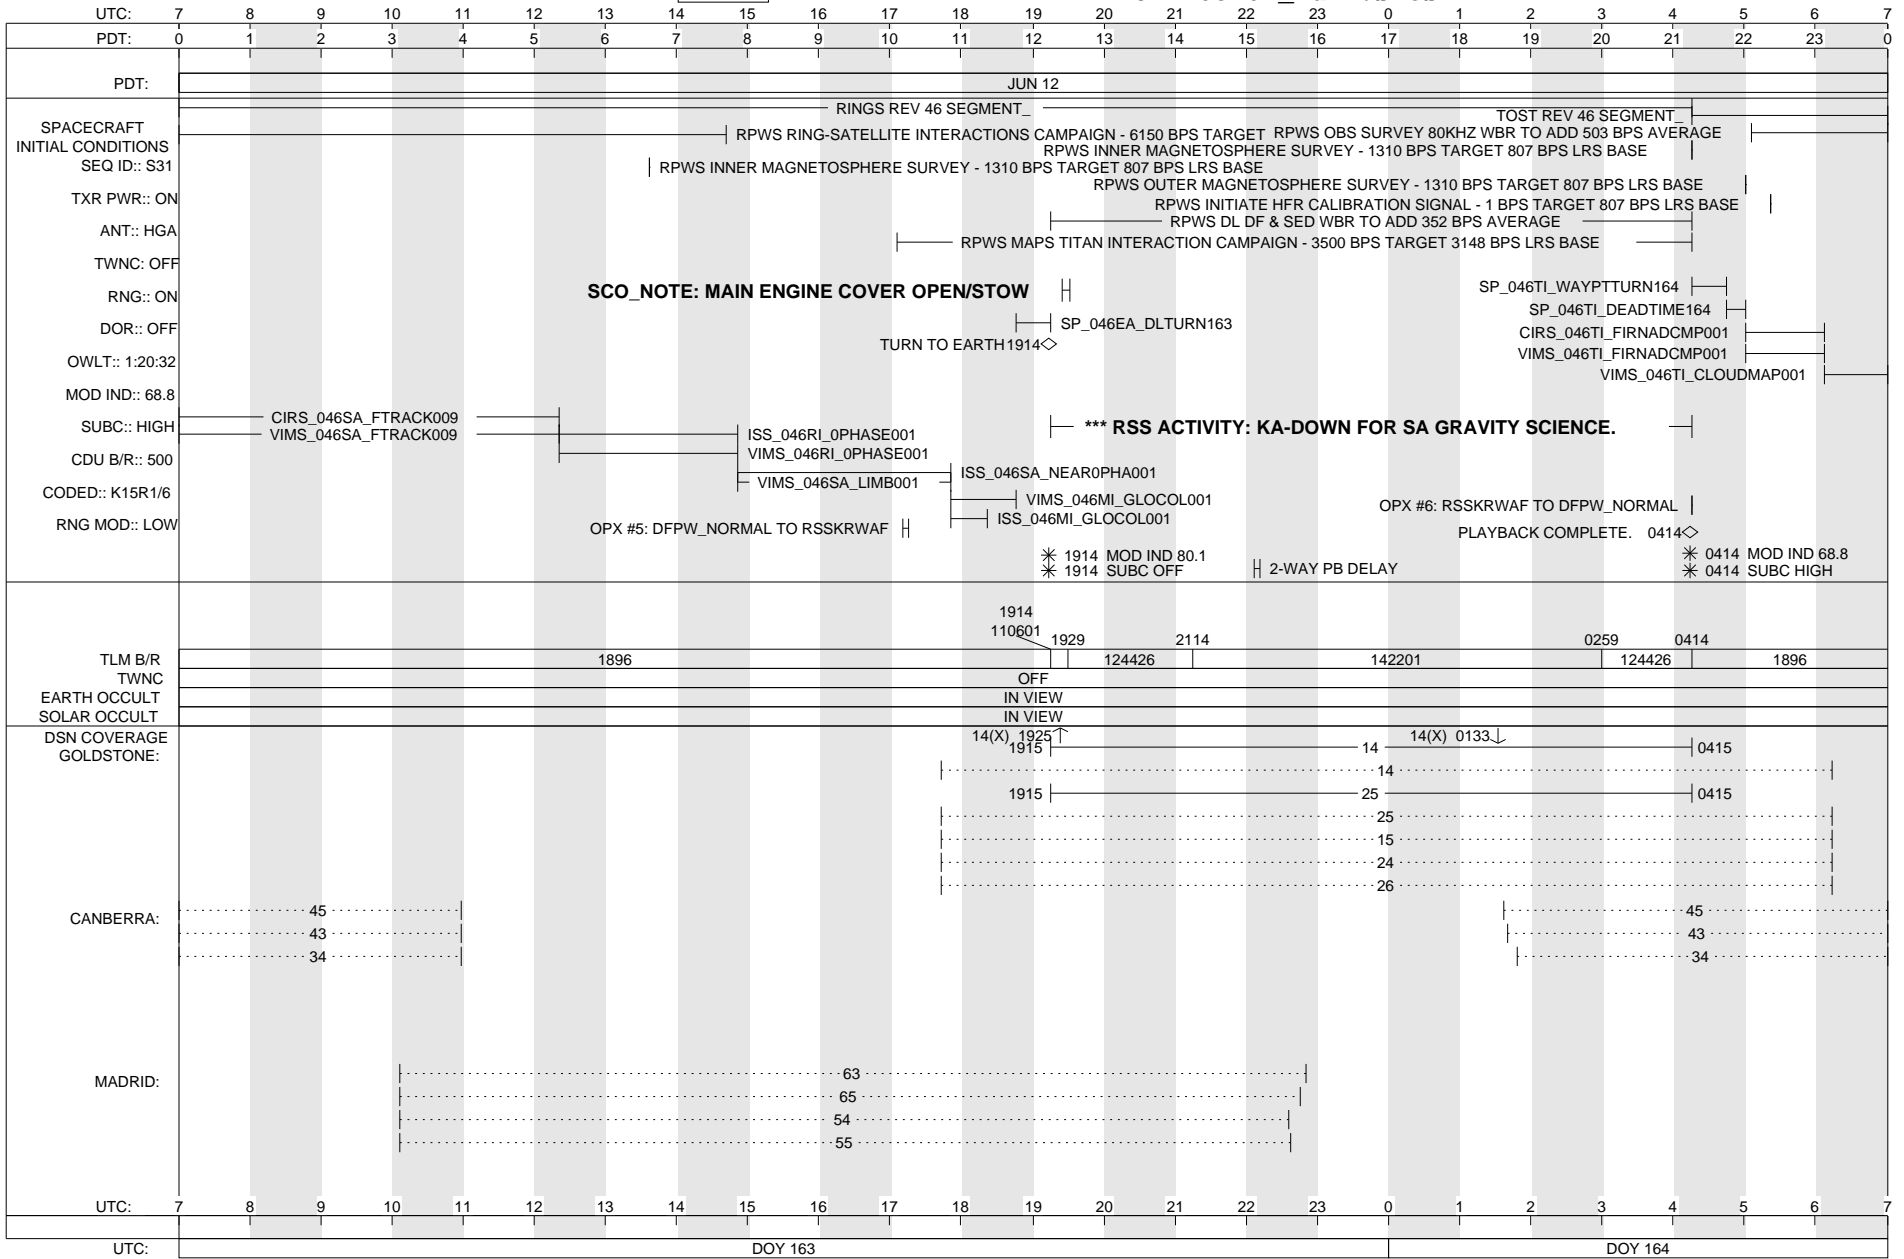 UTC: 7 8 9 10 11 12 13 14 15 16 17 18 19 20 21 22 23 0 1 2 3 4 5 6 7
PDT: 0 1 2 3 4 5 6 7 8 9 10 11 12 13 14 15 16 17 18 19 20 21 22 23 0
PDT: JUN 12
RINGS REV 46 SEGMENT_
TOST REV 46 SEGMENT_
SPACECRAFT
INITIAL CONDITIONS
SEQ ID:: S31
TXR PWR:: ON
ANT:: HGA
TWNC: OFF
RNG:: ON
DOR:: OFF
OWLT:: 1:20:32
MOD IND:: 68.8
SUBC:: HIGH
CDU B/R:: 500
CODED:: K15R1/6
RNG MOD:: LOW
RPWS RING-SATELLITE INTERACTIONS CAMPAIGN - 6150 BPS TARGET
RPWS OBS SURVEY 80KHZ WBR TO ADD 503 BPS AVERAGE
RPWS INNER MAGNETOSPHERE SURVEY - 1310 BPS TARGET 807 BPS LRS BASE
RPWS INNER MAGNETOSPHERE SURVEY - 1310 BPS TARGET 807 BPS LRS BASE
RPWS OUTER MAGNETOSPHERE SURVEY - 1310 BPS TARGET 807 BPS LRS BASE
RPWS INITIATE HFR CALIBRATION SIGNAL - 1 BPS TARGET 807 BPS LRS BASE
RPWS DL DF & SED WBR TO ADD 352 BPS AVERAGE
RPWS MAPS TITAN INTERACTION CAMPAIGN - 3500 BPS TARGET 3148 BPS LRS BASE
SCO_NOTE: MAIN ENGINE COVER OPEN/STOW
SP_046TI_WAYPTTURN164
SP_046TI_DEADTIME164
SP_046EA_DLTURN163
CIRS_046TI_FIRNADCMP001
TURN TO EARTH 1914
VIMS_046TI_FIRNADCMP001
VIMS_046TI_CLOUDMAP001
CIRS_046SA_FTRACK009
VIMS_046SA_FTRACK009
*** RSS ACTIVITY: KA-DOWN FOR SA GRAVITY SCIENCE.
ISS_046RI_0PHASE001
VIMS_046RI_0PHASE001
ISS_046SA_NEAR0PHA001
VIMS_046SA_LIMB001
VIMS_046MI_GLOCOL001
ISS_046MI_GLOCOL001
OPX #6: RSSKRWAF TO DFPW_NORMAL
OPX #5: DFPW_NORMAL TO RSSKRWAF
PLAYBACK COMPLETE. 0414
1914 MOD IND 80.1
1914 SUBC OFF
2-WAY PB DELAY
0414 MOD IND 68.8
0414 SUBC HIGH
1914
110601
1929 2114 0259 0414
TLM B/R 1896 124426 142201 124426 1896
TWNC OFF
EARTH OCCULT IN VIEW
SOLAR OCCULT IN VIEW
DSN COVERAGE
GOLDSTONE:
14(X) 1925
14(X) 0133
1915 14 0415
14
1915 25 0415
25
15
24
26
CANBERRA:
45 45
43 43
34 34
MADRID:
63
65
54
55
UTC: 7 8 9 10 11 12 13 14 15 16 17 18 19 20 21 22 23 0 1 2 3 4 5 6 7
UTC: DOY 163 DOY 164